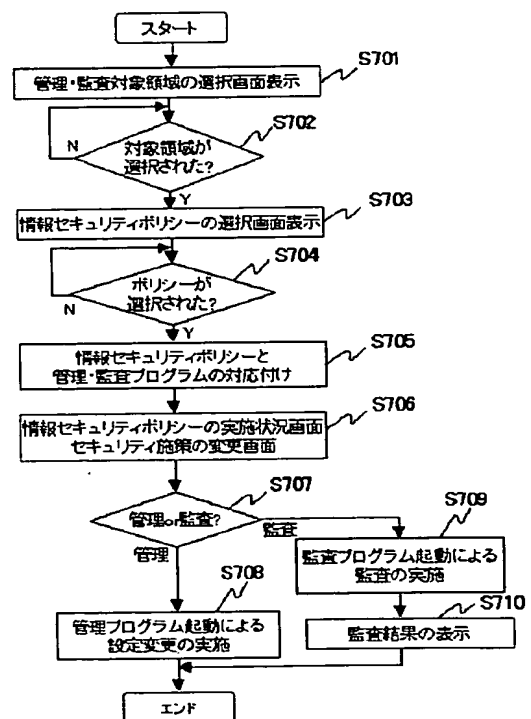 スタート
S701
管理・監査対象領域の選択画面表示
S702
対象領域が
選択された?
N
Y
S703
情報セキュリティポリシーの選択画面表示
S704
ポリシーが
選択された?
N
Y
S705
情報セキュリティポリシーと
管理・監査プログラムの対応付け
S706
情報セキュリティポリシーの実施状況画面
セキュリティ施策の変更画面
S707
管理or監査?
監査
管理
S709
監査プログラム起動による
監査の実施
S708
管理プログラム起動による
設定変更の実施
S710
監査結果の表示
エンド